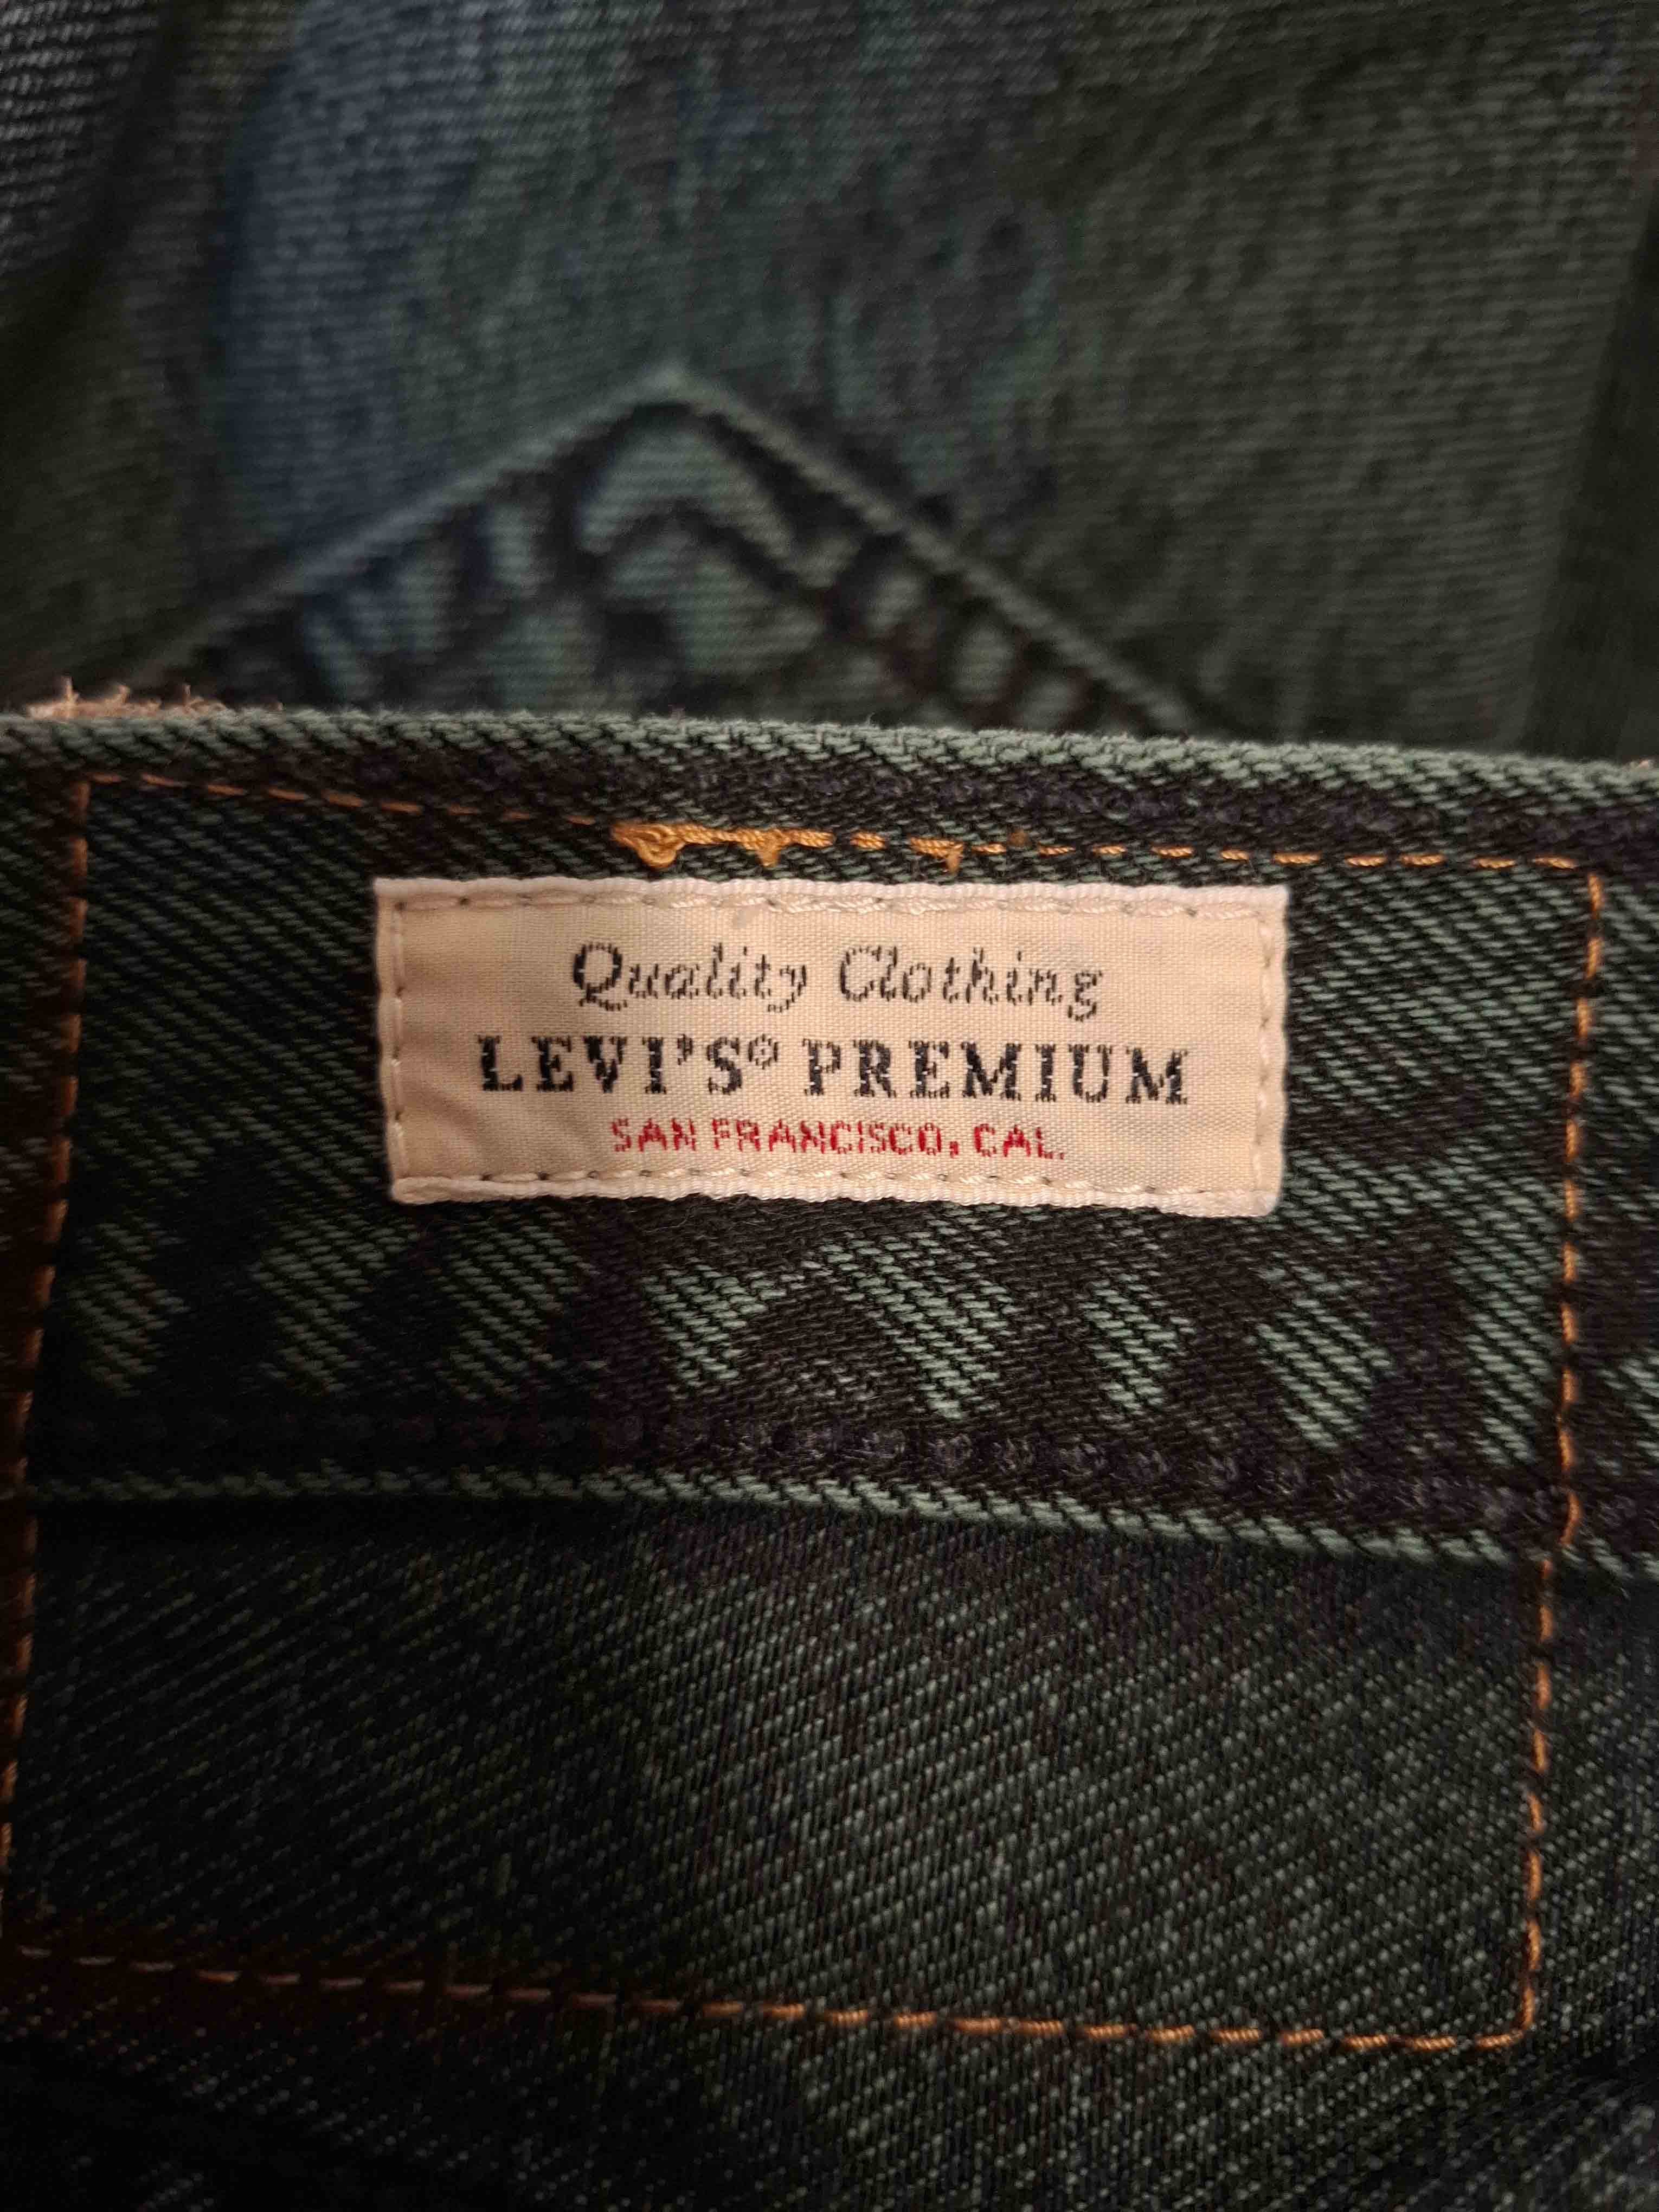 Quality Clothing
LEVI'S® PREMIUM
SAN FRANCISCO, CAL.